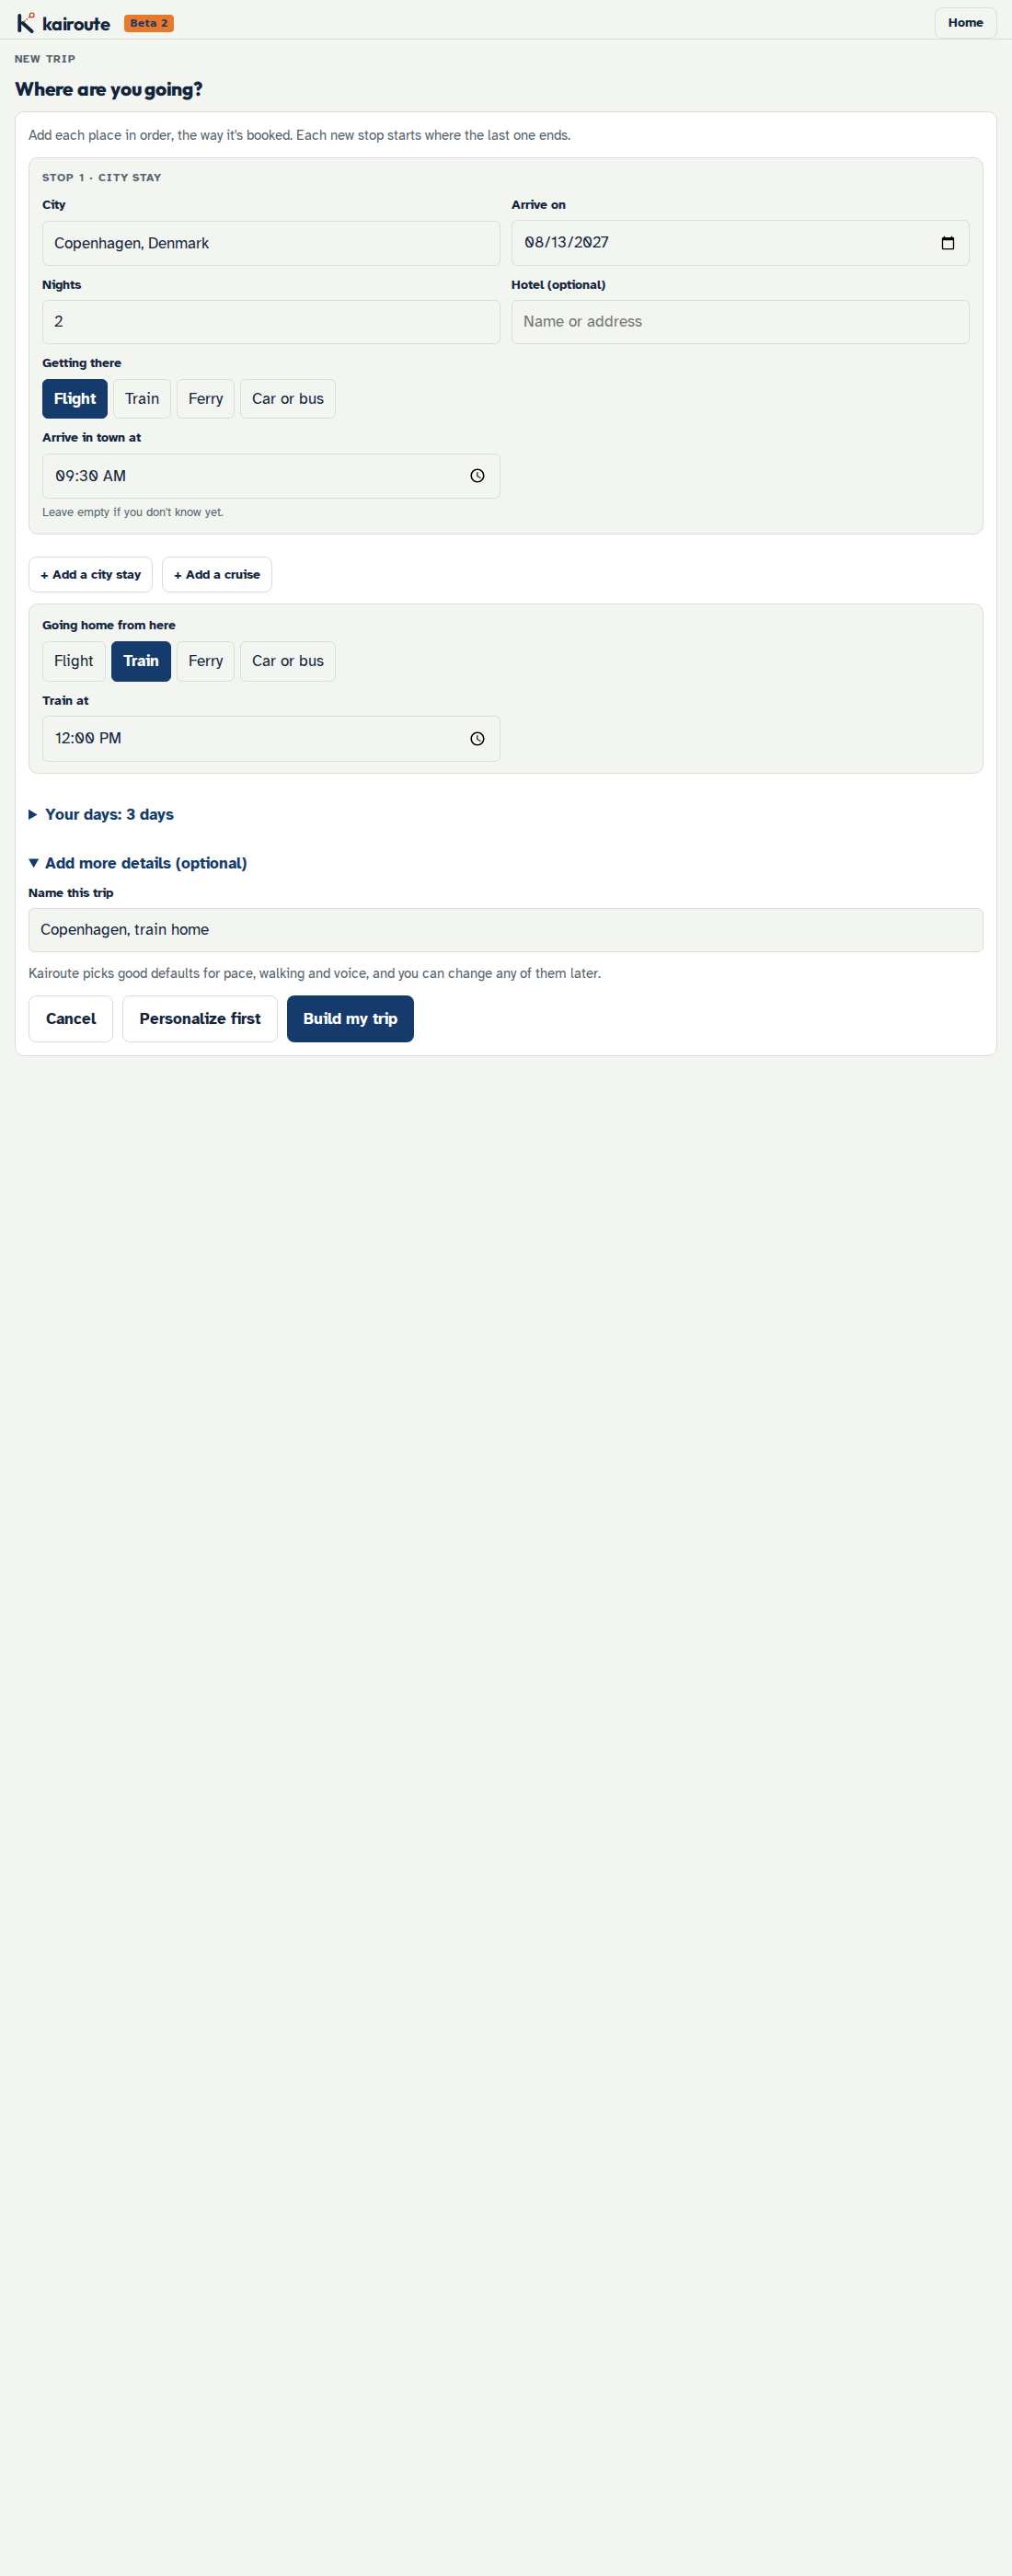 kairoute Beta 2 Home
NEW TRIP
Where are you going?
Add each place in order, the way it's booked. Each new stop starts where the last one ends.
STOP 1 · CITY STAY
City Arrive on
Copenhagen, Denmark 08/13/2027
Nights Hotel (optional)
2 Name or address
Getting there
Flight Train Ferry Car or bus
Arrive in town at
09:30 AM
Leave empty if you don't know yet.
+ Add a city stay + Add a cruise
Going home from here
Flight Train Ferry Car or bus
Train at
12:00 PM
Your days: 3 days
Add more details (optional)
Name this trip
Copenhagen, train home
Kairoute picks good defaults for pace, walking and voice, and you can change any of them later.
Cancel Personalize first Build my trip